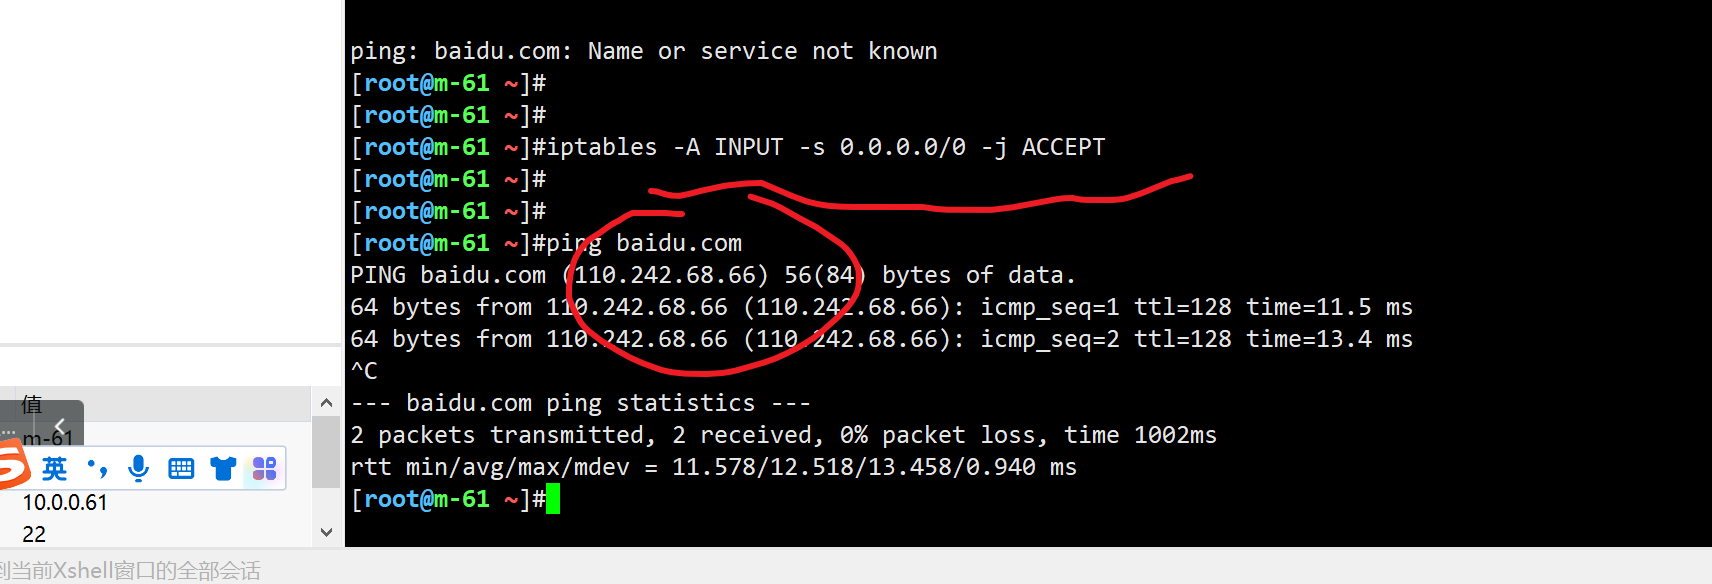 ping: baidu.com: Name or service not known
[root@m-61 ~]#
[root@m-61 ~]#
[root@m-61 ~]#iptables -A INPUT -s 0.0.0.0/0 -j ACCEPT
[root@m-61 ~]#
[root@m-61 ~]#
[root@m-61 ~]#ping baidu.com
PING baidu.com (110.242.68.66) 56(84) bytes of data.
64 bytes from 110.242.68.66 (110.242.68.66): icmp_seq=1 ttl=128 time=11.5 ms
64 bytes from 110.242.68.66 (110.242.68.66): icmp_seq=2 ttl=128 time=13.4 ms
^C
--- baidu.com ping statistics ---
2 packets transmitted, 2 received, 0% packet loss, time 1002ms
rtt min/avg/max/mdev = 11.578/12.518/13.458/0.940 ms
[root@m-61 ~]#
值
m-61
英
10.0.0.61
22
到当前Xshell窗口的全部会话